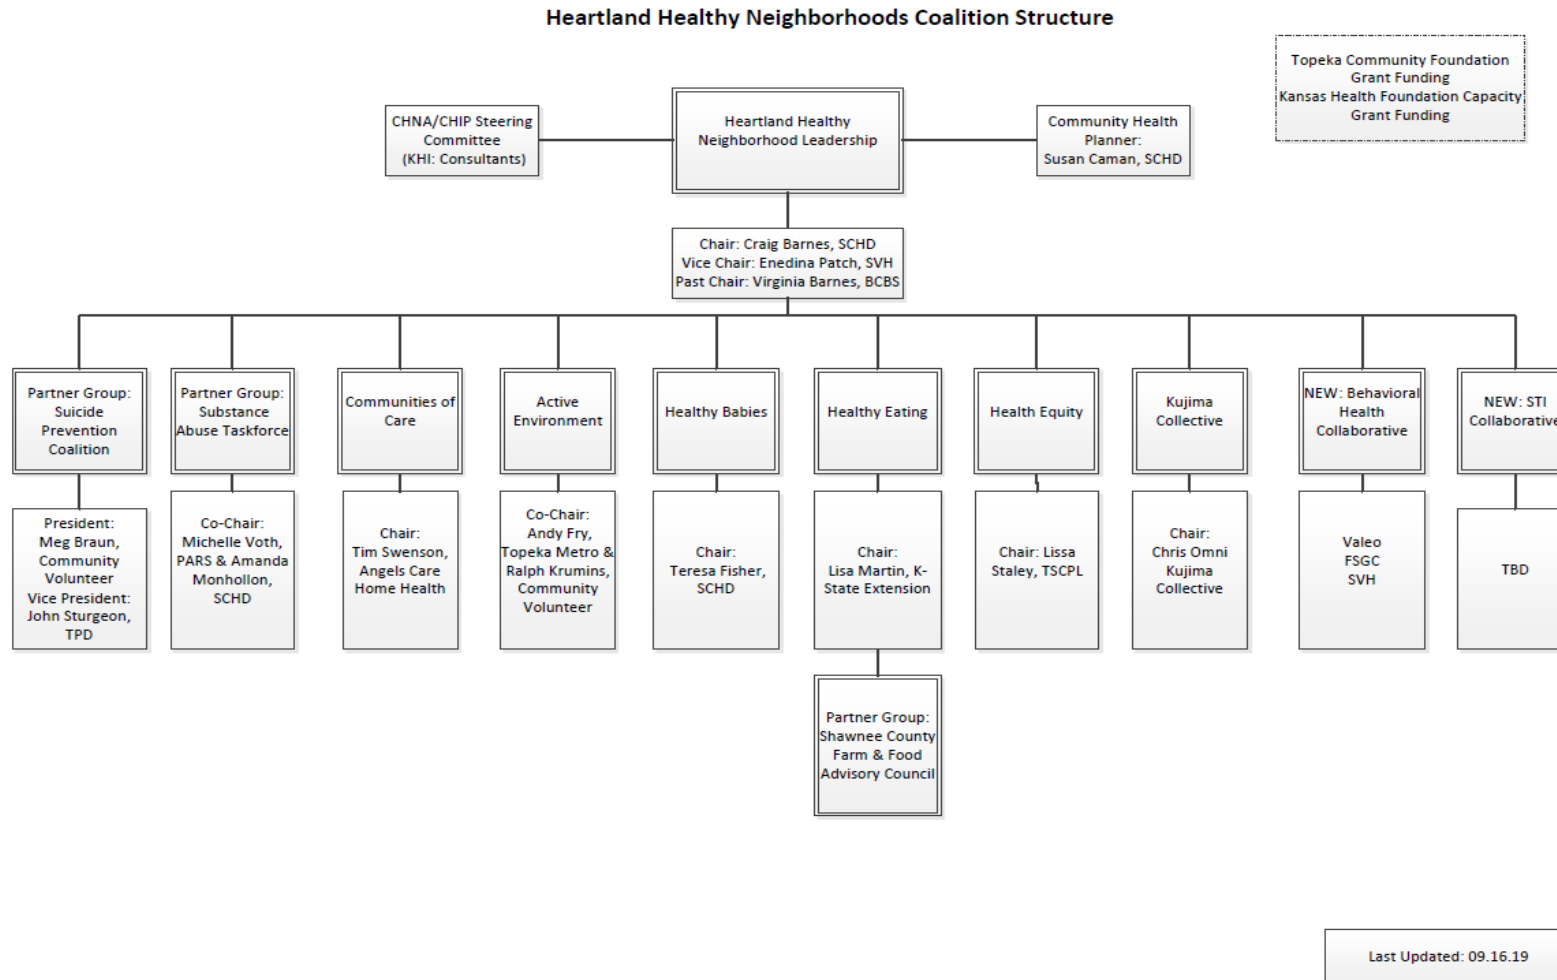 Heartland Healthy Neighborhoods Coalition Structure
Topeka Community Foundation
Grant Funding
Kansas Health Foundation Capacity
Grant Funding
CHNA/CHIP Steering
Committee
(KHI: Consultants)
Heartland Healthy
Neighborhood Leadership
Community Health
Planner:
Susan Caman, SCHD
Chair: Craig Barnes, SCHD
Vice Chair: Enedina Patch, SVH
Past Chair: Virginia Barnes, BCBS
Partner Group:
Suicide
Prevention
Coalition
Partner Group:
Substance
Abuse Taskforce
Communities of
Care
Active
Environment
Healthy Babies
Healthy Eating
Health Equity
Kujima
Collective
NEW: Behavioral
Health
Collaborative
NEW: STI
Collaborative
President:
Meg Braun,
Community
Volunteer
Vice President:
John Sturgeon,
TPD
Co-Chair:
Michelle Voth,
PARS & Amanda
Monhollon,
SCHD
Chair:
Tim Swenson,
Angels Care
Home Health
Co-Chair:
Andy Fry,
Topeka Metro &
Ralph Krumins,
Community
Volunteer
Chair:
Teresa Fisher,
SCHD
Chair:
Lisa Martin, K-
State Extension
Chair: Lissa
Staley, TSCPL
Chair:
Chris Omni
Kujima
Collective
Valeo
FSGC
SVH
TBD
Partner Group:
Shawnee County
Farm & Food
Advisory Council
Last Updated: 09.16.19